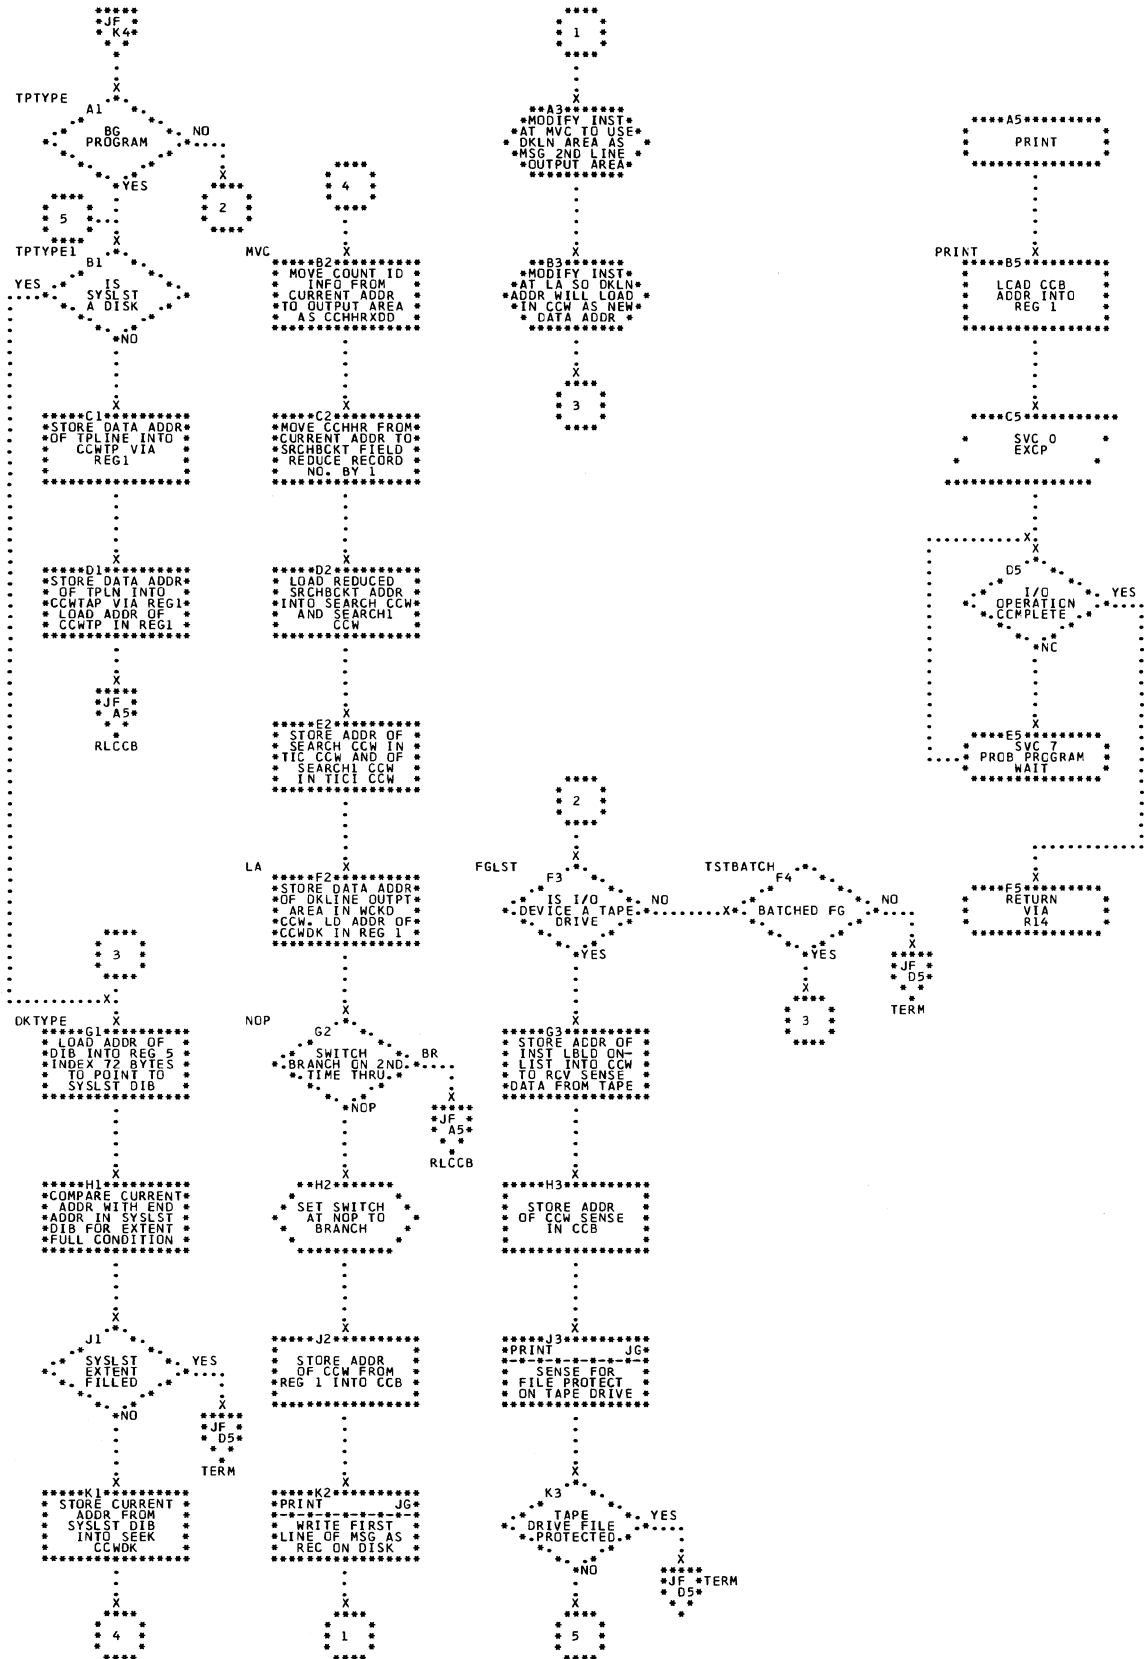 JF
K4
TPTYPE
A1
BG
PROGRAM
NO
2
YES
5
TPTYPE1
B1
IS
SYSLST
A DISK
YES
NO
C1
STORE DATA ADDR
OF TPLINE INTO
CCWTP VIA
REG1
D1
STORE DATA ADDR
OF TPLN INTO
CCWTAP VIA REG1
LOAD ADDR OF
CCWTP IN REG1
JF
A5
RLCCB
3
DKTYPE
G1
LOAD ADDR OF
DIB INTO REG 5
INDEX 72 BYTES
TO POINT TO
SYSLST DIB
H1
COMPARE CURRENT
ADDR WITH END
ADDR IN SYSLST
DIB FOR EXTENT
FULL CONDITION
J1
SYSLST
EXTENT
FILLED
YES
JF
D5
TERM
NO
K1
STORE CURRENT
ADDR FROM
SYSLST DIB
INTO SEEK
CCWDK
4
4
MVC
B2
MOVE COUNT ID
INFO FROM
CURRENT ADDR
TO OUTPUT AREA
AS CCHHRXDD
C2
MOVE CCHHR FROM
CURRENT ADDR TO
SRCHBCKT FIELD
REDUCE RECORD
NO. BY 1
D2
LOAD REDUCED
SRCHBCKT ADDR
INTO SEARCH CCW
AND SEARCH1
CCW
E2
STORE ADDR OF
SEARCH CCW IN
TIC CCW AND OF
SEARCH1 CCW
IN TIC1 CCW
LA
F2
STORE DATA ADDR
OF DKLINE OUTPT
AREA IN WCKD
CCW. LD ADDR OF
CCWDK IN REG 1
NOP
G2
SWITCH
BRANCH ON 2ND
TIME THRU
BR
JF
A5
RLCCB
NOP
H2
SET SWITCH
AT NOP TO
BRANCH
J2
STORE ADDR
OF CCW FROM
REG 1 INTO CCB
K2
PRINT JG
WRITE FIRST
LINE OF MSG AS
REC ON DISK
1
1
A3
MODIFY INST
AT MVC TO USE
DKLN AREA AS
MSG 2ND LINE
OUTPUT AREA
B3
MODIFY INST
AT LA SO DKLN
ADDR WILL LOAD
IN CCW AS NEW
DATA ADDR
3
2
FGLST
F3
IS I/O
DEVICE A TAPE
DRIVE
NO
YES
TSTBATCH
F4
BATCHED FG
NO
JF
D5
TERM
YES
3
G3
STORE ADDR OF
INST LBLD ON-
LIST INTO CCW
TO RCV SENSE
DATA FROM TAPE
H3
STORE ADDR
OF CCW SENSE
IN CCB
J3
PRINT JG
SENSE FOR
FILE PROTECT
ON TAPE DRIVE
K3
TAPE
DRIVE FILE
PROTECTED
YES
JF
D5
TERM
NO
5
A5
PRINT
PRINT
B5
LCAD CCB
ADDR INTO
REG 1
C5
SVC 0
EXCP
D5
I/O
OPERATION
CCMPLETE
YES
NC
E5
SVC 7
PROB PROGRAM
WAIT
F5
RETURN
VIA
R14